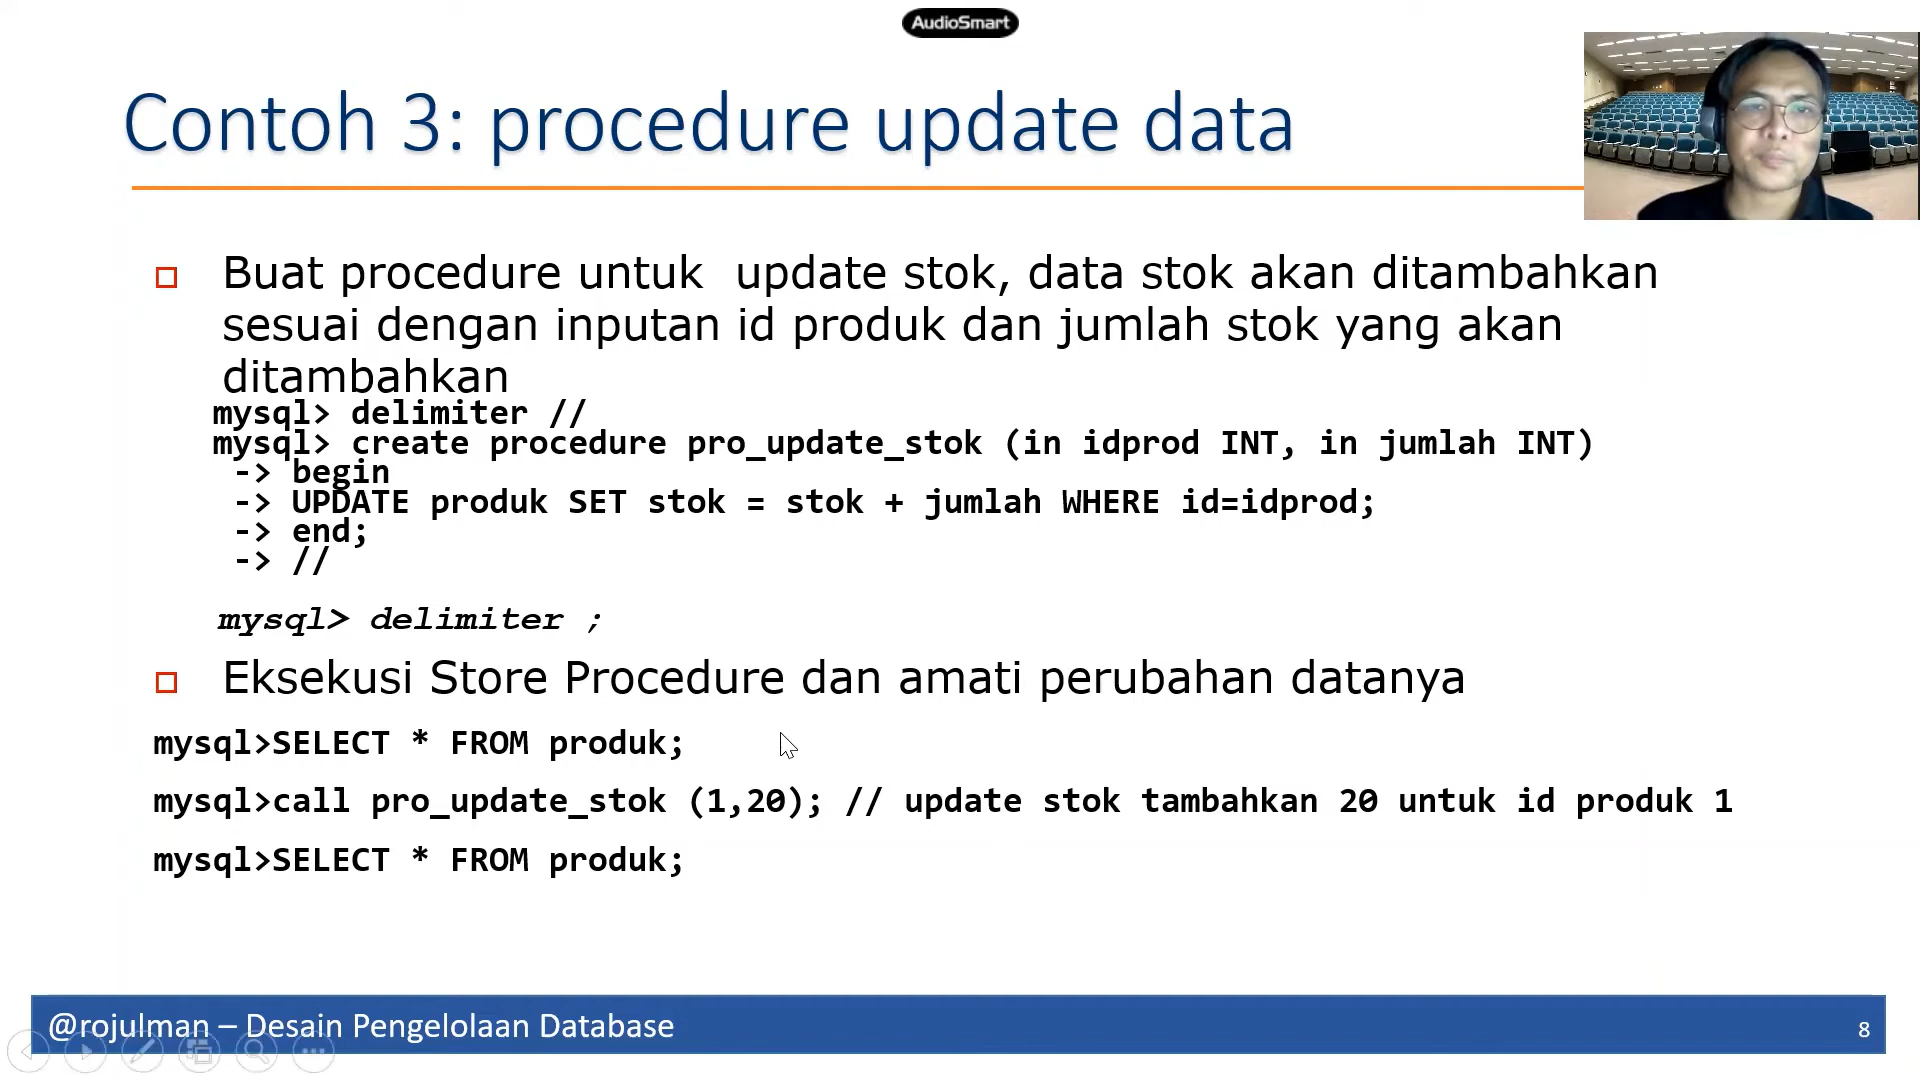 AudioSmart
Contoh 3: procedure update data
Buat procedure untuk  update stok, data stok akan ditambahkan
sesuai dengan inputan id produk dan jumlah stok yang akan
ditambahkan
mysql> delimiter //
mysql> create procedure pro_update_stok (in idprod INT, in jumlah INT)
-> begin
-> UPDATE produk SET stok = stok + jumlah WHERE id=idprod;
-> end;
-> //
mysql> delimiter ;
Eksekusi Store Procedure dan amati perubahan datanya
mysql>SELECT * FROM produk;
mysql>call pro_update_stok (1,20); // update stok tambahkan 20 untuk id produk 1
mysql>SELECT * FROM produk;
@rojulman – Desain Pengelolaan Database
8